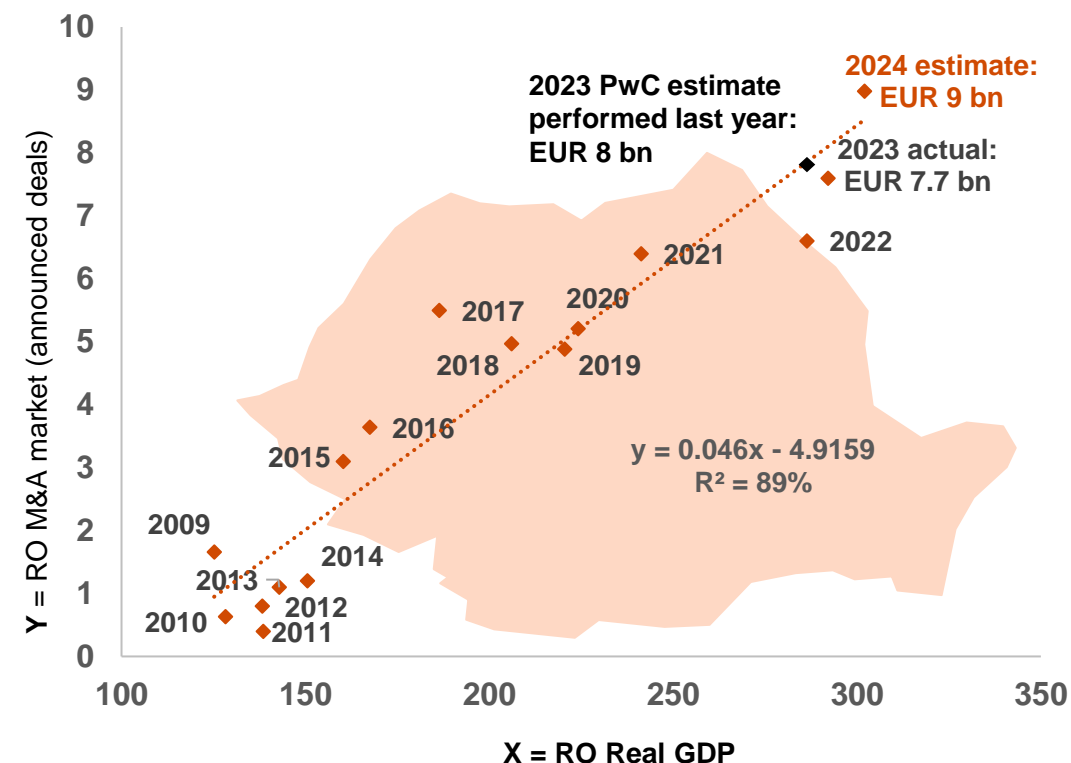 10
9
8
7
6
5
4
3
2
1
0
Y = RO M&A market (announced deals)
2023 PwC estimate
performed last year:
EUR 8 bn
2024 estimate:
EUR 9 bn
2023 actual:
EUR 7.7 bn
2022
2021
2020
2019
2018
2017
2016
2015
2014
2013
2012
2011
2010
2009
y = 0.046x - 4.9159
R² = 89%
100
150
200
250
300
350
X = RO Real GDP